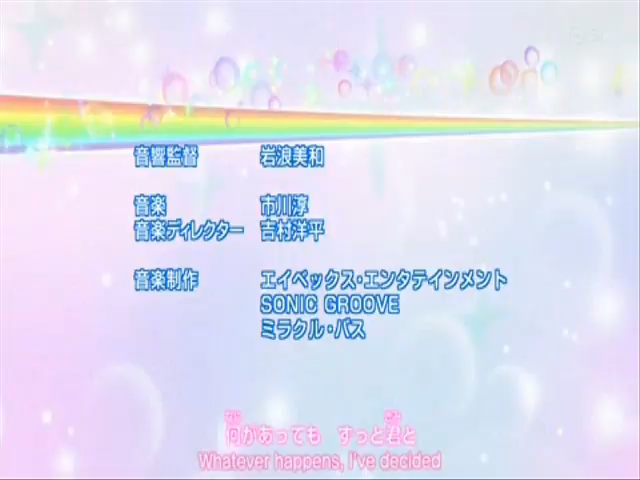 音響監督 岩浪美和
音楽 市川淳
音楽ディレクター 吉村洋平
音楽制作 エイベックス・エンタテインメント
SONIC GROOVE
ミラクル・バス
何があっても ずっと君と
Whatever happens, I've decided